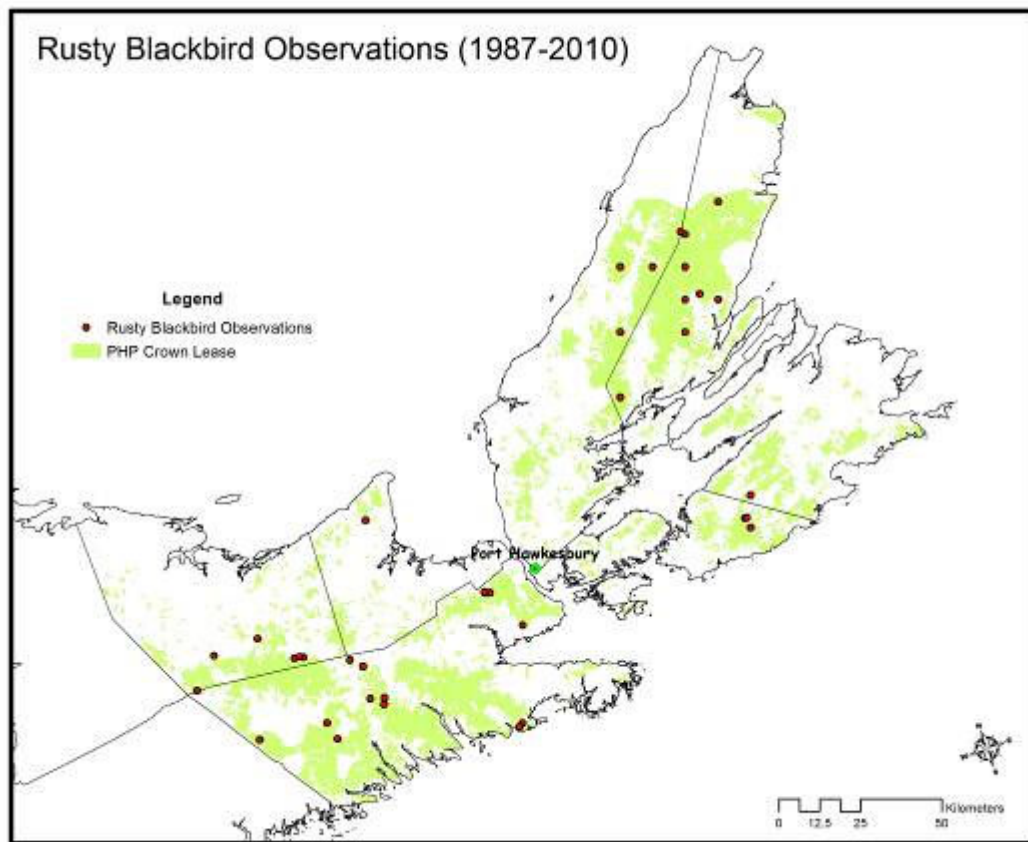 Rusty Blackbird Observations (1987-2010)
Legend
Rusty Blackbird Observations
PHP Crown Lease
Port Hawkesbury
Kilometers
0 12.5 25 50